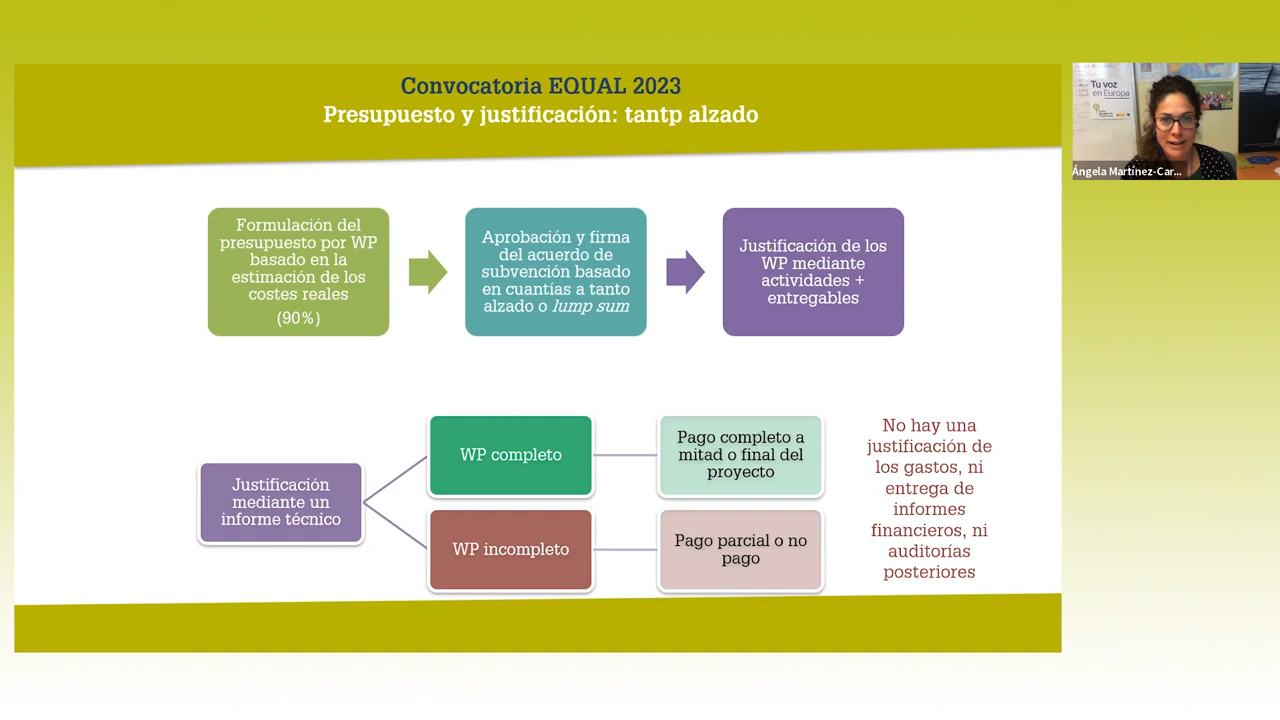 Convocatoria EQUAL 2023
Presupuesto y justificación: tantp alzado
Formulación del
presupuesto por WP
basado en la
estimación de los
costes reales
(90%)
Aprobación y firma
del acuerdo de
subvención basado
en cuantías a tanto
alzado o lump sum
Justificación de los
WP mediante
actividades +
entregables
Justificación
mediante un
informe técnico
WP completo
Pago completo a
mitad o final del
proyecto
WP incompleto
Pago parcial o no
pago
No hay una
justificación de
los gastos, ni
entrega de
informes
financieros, ni
auditorías
posteriores
Tu voz
en Europa
Ángela Martínez-Car...